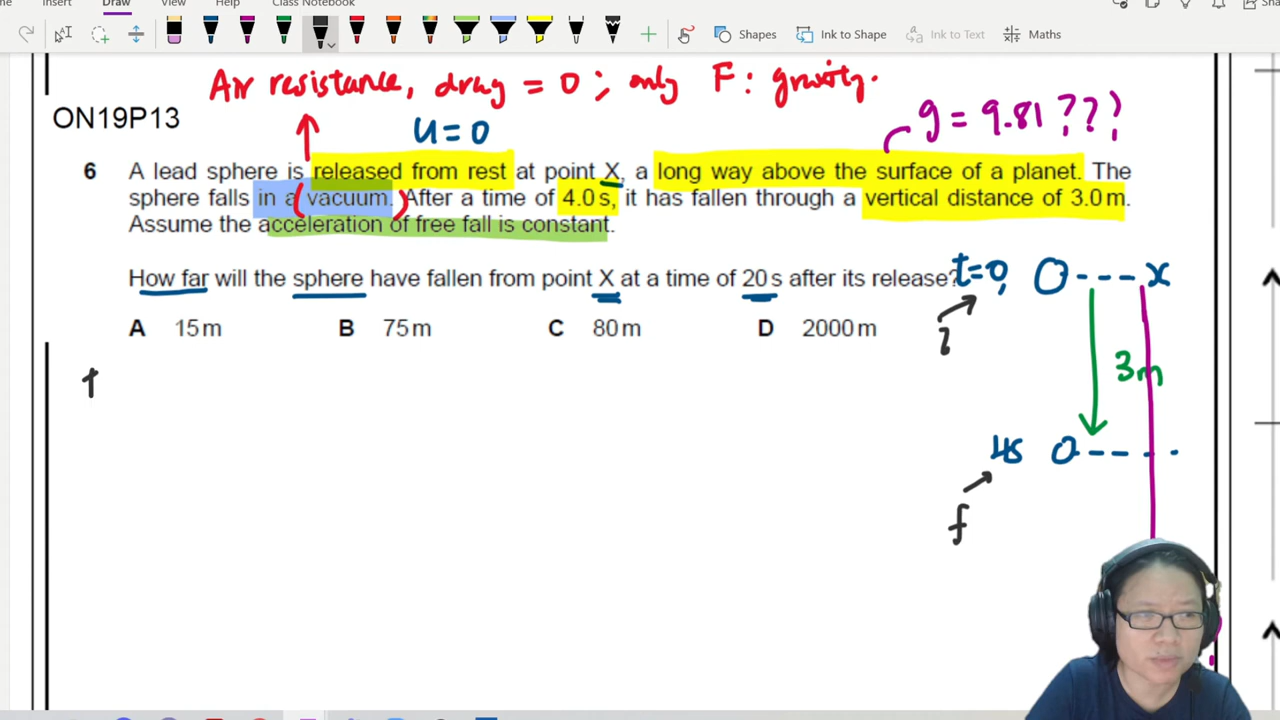 Insert Draw View Help Class Notebook
Shapes Ink to Shape Ink to Text Maths
Air resistance, drag = 0 ; only F : gravity.
ON19P13
u = 0
g = 9.81 ???
6 A lead sphere is released from rest at point X, a long way above the surface of a planet. The
sphere falls in a (vacuum.) After a time of 4.0 s, it has fallen through a vertical distance of 3.0 m.
Assume the acceleration of free fall is constant.
How far will the sphere have fallen from point X at a time of 20 s after its release?
t=0, O---x
A 15 m B 75 m C 80 m D 2000 m
i
3m
4s O----
f